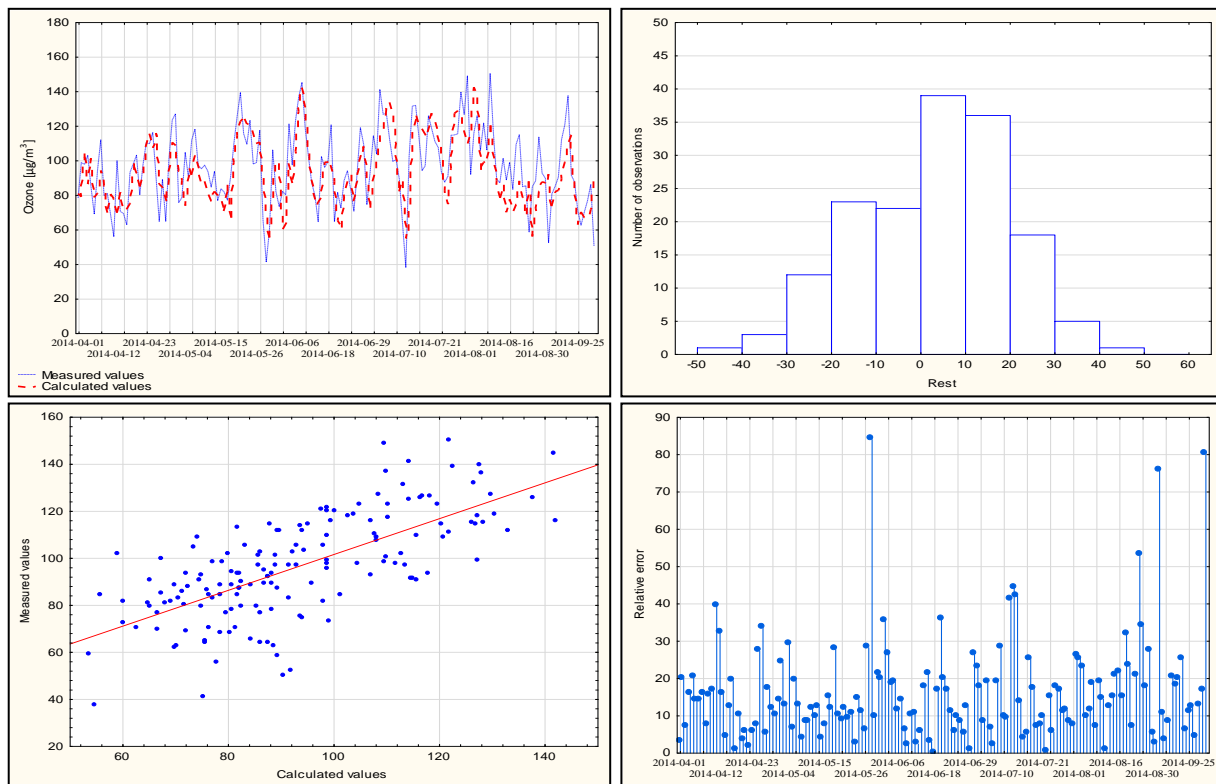 180
160
140
120
100
80
60
40
20
0
Ozone [µg/m³]
2014-04-01 2014-04-23 2014-05-15 2014-06-06 2014-06-29 2014-07-21 2014-08-16 2014-09-25
2014-04-12 2014-05-04 2014-05-26 2014-06-18 2014-07-10 2014-08-01 2014-08-30
Measured values
Calculated values
50
45
40
35
30
25
20
15
10
5
0
Number of observations
-50 -40 -30 -20 -10 0 10 20 30 40 50 60
Rest
160
140
120
100
80
60
40
20
Measured values
60 80 100 120 140
Calculated values
90
80
70
60
50
40
30
20
10
0
Relative error
2014-04-01 2014-04-23 2014-05-15 2014-06-06 2014-06-29 2014-07-21 2014-08-16 2014-09-25
2014-04-12 2014-05-04 2014-05-26 2014-06-18 2014-07-10 2014-08-01 2014-08-30